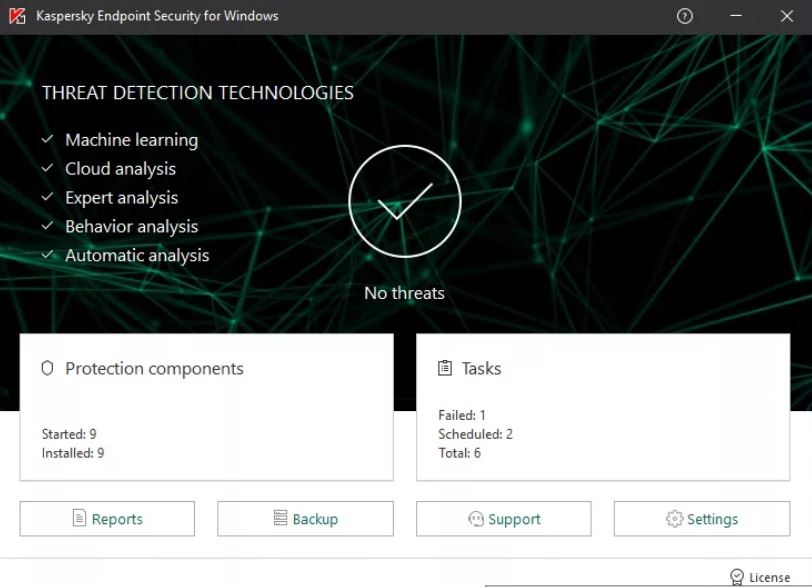 Kaspersky Endpoint Security for Windows
THREAT DETECTION TECHNOLOGIES
Machine learning
Cloud analysis
Expert analysis
Behavior analysis
Automatic analysis
No threats
Protection components
Started: 9
Installed: 9
Tasks
Failed: 1
Scheduled: 2
Total: 6
Reports
Backup
Support
Settings
License